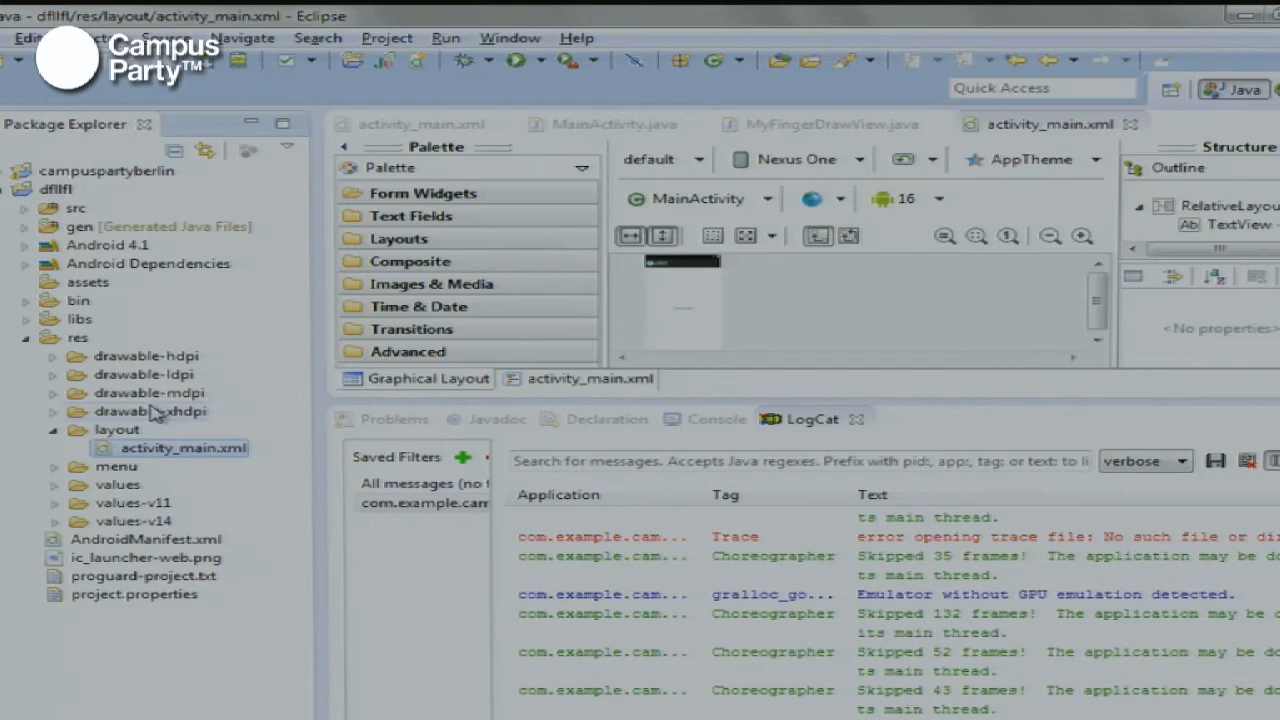 ava - dfllfl/res/layout/activity_main.xml - Eclipse
Edit Source Navigate Search Project Run Window Help
Campus
Party™
Quick Access
Java
Package Explorer
activity_main.xml
MainActivity.java
MyFingerDrawView.java
activity_main.xml
campuspartyberlin
dfllfl
src
gen [Generated Java Files]
Android 4.1
Android Dependencies
assets
bin
libs
res
drawable-hdpi
drawable-ldpi
drawable-mdpi
drawable-xhdpi
layout
activity_main.xml
menu
values
values-v11
values-v14
AndroidManifest.xml
ic_launcher-web.png
proguard-project.txt
project.properties
Palette
Palette
Form Widgets
Text Fields
Layouts
Composite
Images & Media
Time & Date
Transitions
Advanced
default
Nexus One
AppTheme
MainActivity
16
Graphical Layout
activity_main.xml
Structure
Outline
RelativeLayou
Ab TextView -
<No properties>
Problems
Javadoc
Declaration
Console
LogCat
Saved Filters
All messages (no f
com.example.cam
Search for messages. Accepts Java regexes. Prefix with pid:, app:, tag: or text: to li
verbose
Application Tag Text
ts main thread.
com.example.cam... Trace error opening trace file: No such file or di
com.example.cam... Choreographer Skipped 35 frames! The application may be do
ts main thread.
com.example.cam... gralloc_go... Emulator without GPU emulation detected.
com.example.cam... Choreographer Skipped 132 frames! The application may be d
its main thread.
com.example.cam... Choreographer Skipped 52 frames! The application may be do
ts main thread.
com.example.cam... Choreographer Skipped 43 frames! The application may be do
ts main thread.